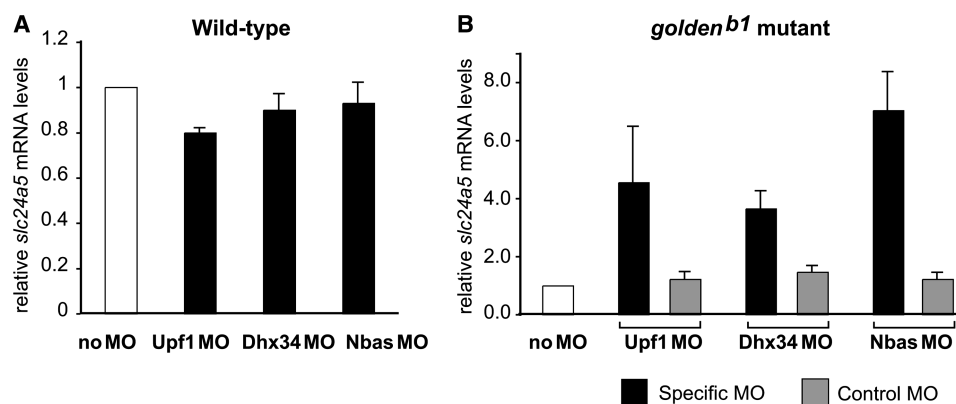 A
Wild-type
relative slc24a5 mRNA levels
1.2
1
0.8
0.6
0.4
0.2
0
no MO Upf1 MO Dhx34 MO Nbas MO
B
golden b1 mutant
relative slc24a5 mRNA levels
8.0
6.0
4.0
2.0
0.0
no MO Upf1 MO Dhx34 MO Nbas MO
Specific MO Control MO